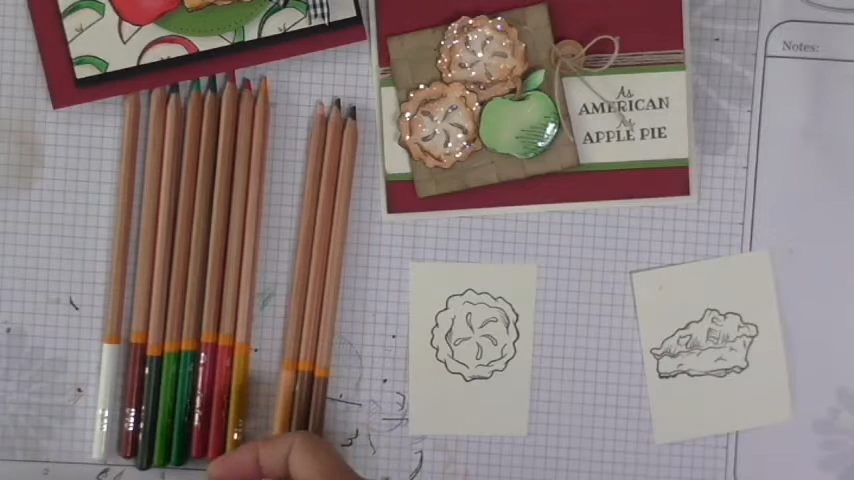 Notes:
As
AMERICAN
As
APPLE PIE